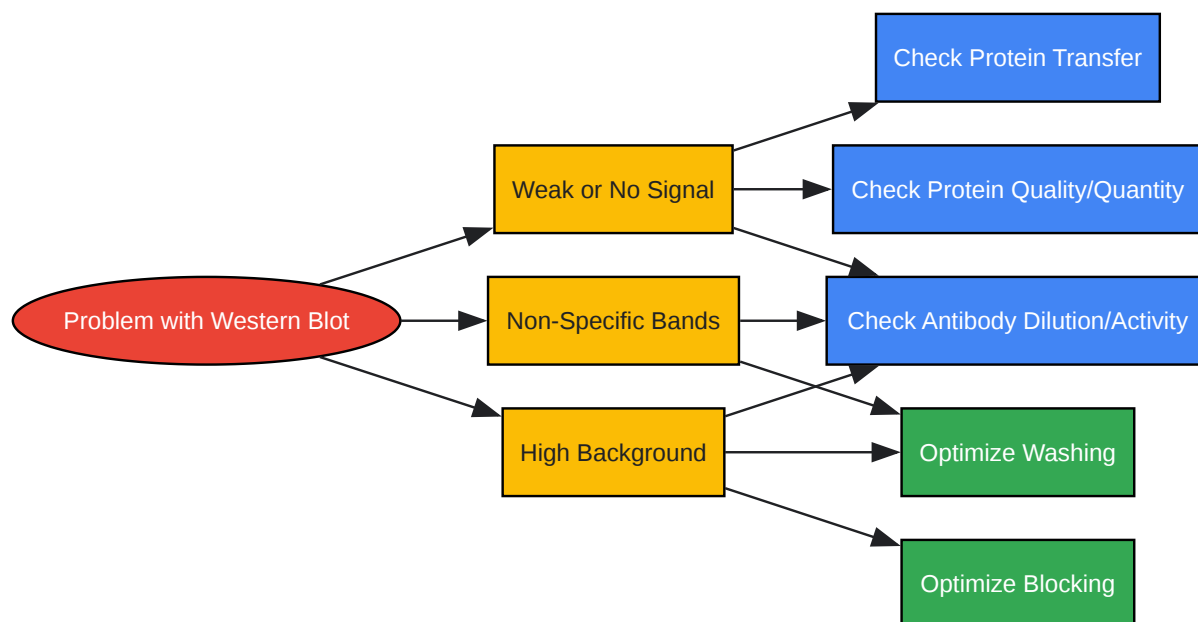 Problem with Western Blot
Weak or No Signal
Non-Specific Bands
High Background
Check Protein Transfer
Check Protein Quality/Quantity
Check Antibody Dilution/Activity
Optimize Washing
Optimize Blocking